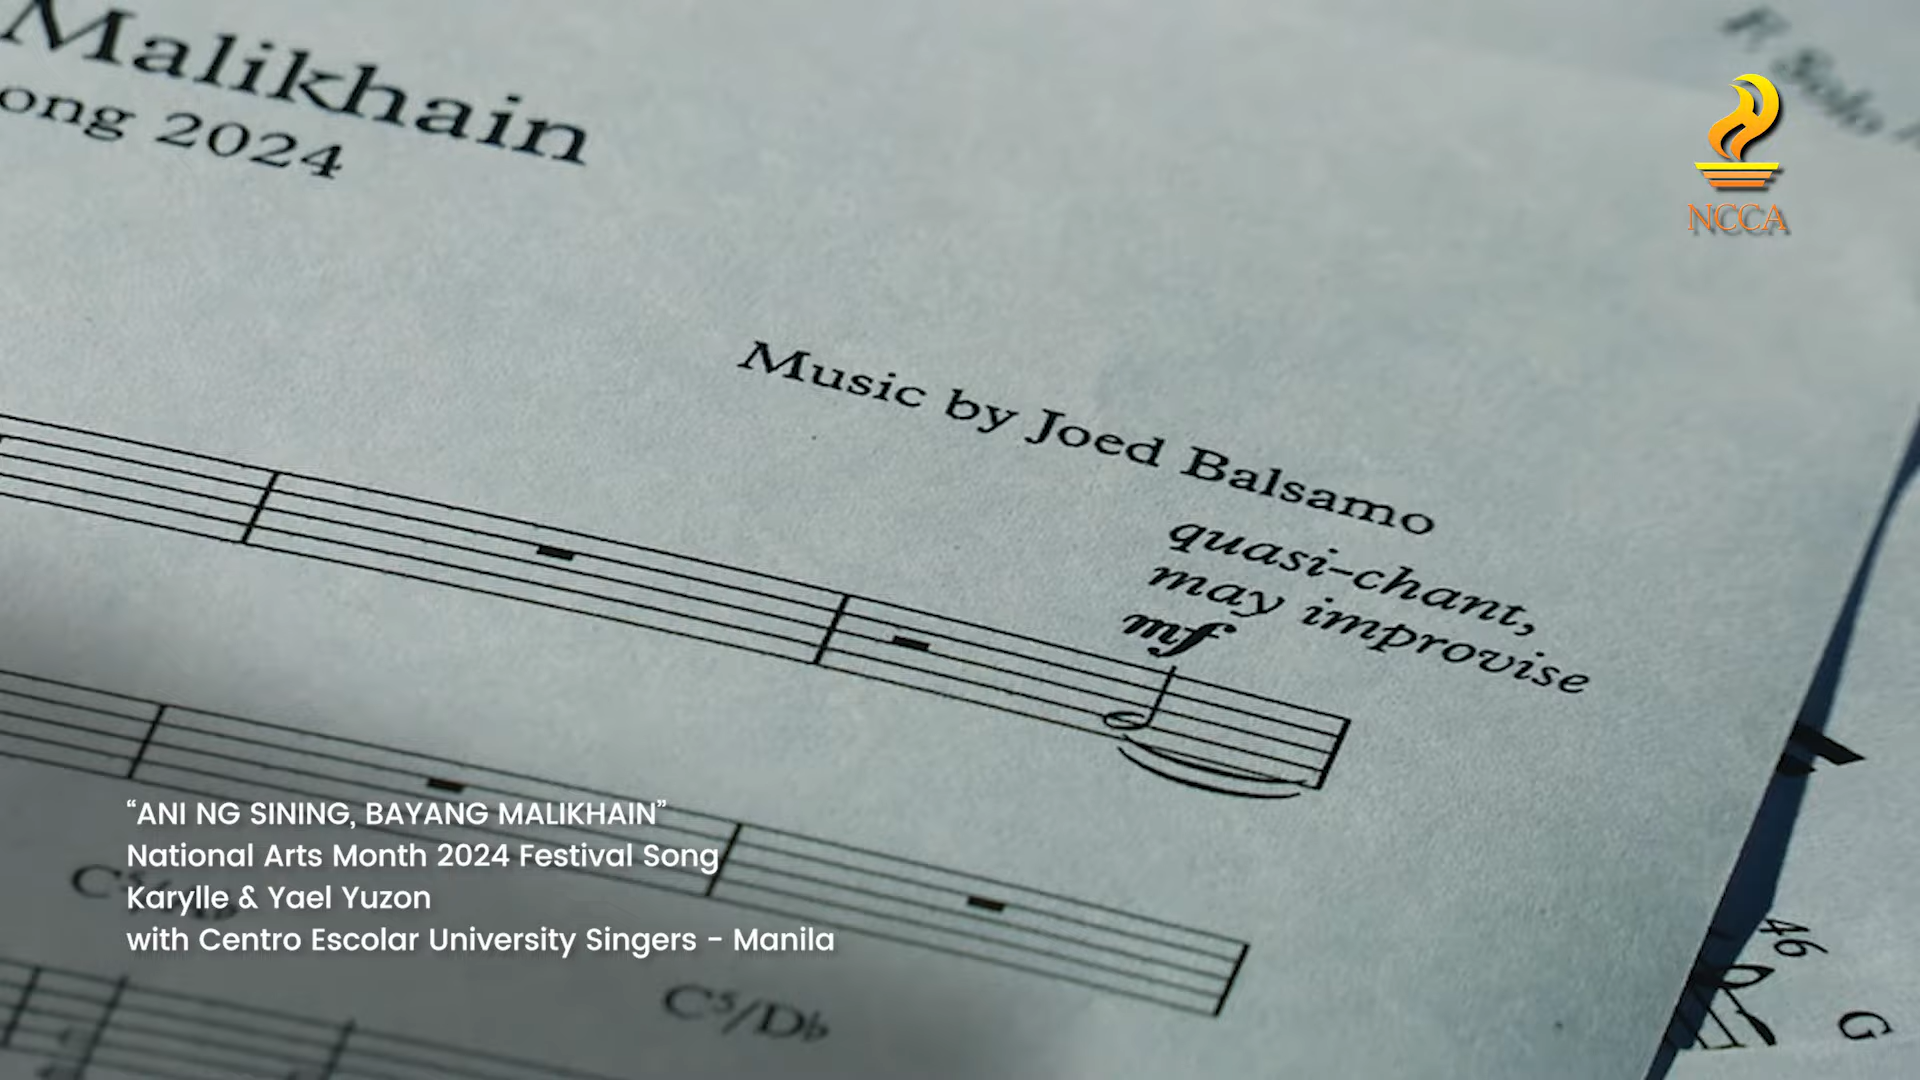 Malikhain
ong 2024
Solo
NCCA
Music by Joed Balsamo
quasi-chant,
may improvise
mf
“ANI NG SINING, BAYANG MALIKHAIN”
National Arts Month 2024 Festival Song
Karylle & Yael Yuzon
with Centro Escolar University Singers - Manila
C5/D♭
46
G